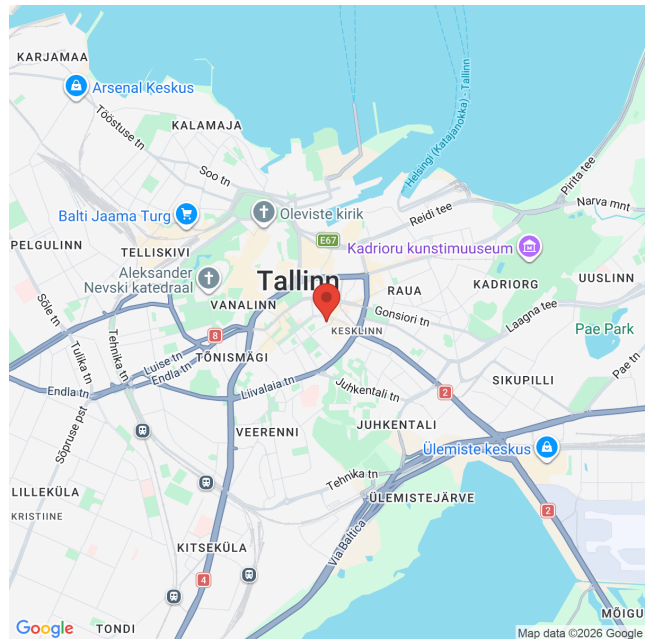 KARJAMAA
Arsenal Keskus
Tööstuse tn
KALAMAJA
Soo tn
Helsingi (Katajanokka) - Tallinn
Pirita tee
Narva mnt
Balti Jaama Turg
Oleviste kirik
Reidi tee
E67
PELGULINN
TELLISKIVI
Kadrioru kunstimuuseum
Aleksander
Nevski katedraal
Tallinn
RAUA
KADRIORG
UUSLINN
VANALINN
Sõle tn
Gonsiori tn
Laagna tee
Pae Park
8
KESKLINN
Tulika tn
Tehnika tn
Luise tn
TÕNISMÄGI
Endla tn
Endla tn
Liivalaia tn
Juhkentali tn
2
SIKUPILLI
Pae tn
Sõpruse pst
VEERENNI
JUHKENTALI
Ülemiste keskus
Tehnika tn
LILLEKÜLA
ÜLEMISTEJÄRVE
KRISTIINE
2
Via Baltica
KITSEKÜLA
4
MÕIGU
TONDI
Google
Map data ©2026 Google